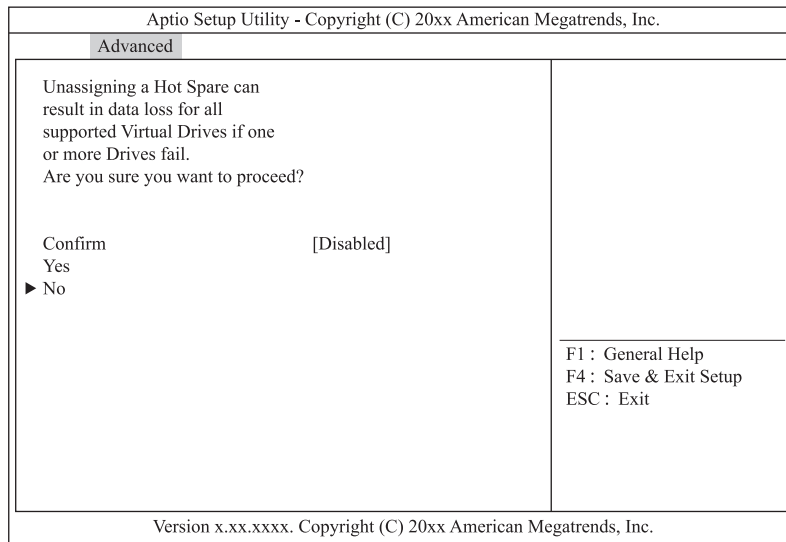 Aptio Setup Utility - Copyright (C) 20xx American Megatrends, Inc.
Advanced
Unassigning a Hot Spare can
result in data loss for all
supported Virtual Drives if one
or more Drives fail.
Are you sure you want to proceed?
Confirm [Disabled]
Yes
▶ No
F1 : General Help
F4 : Save & Exit Setup
ESC : Exit
Version x.xx.xxxx. Copyright (C) 20xx American Megatrends, Inc.